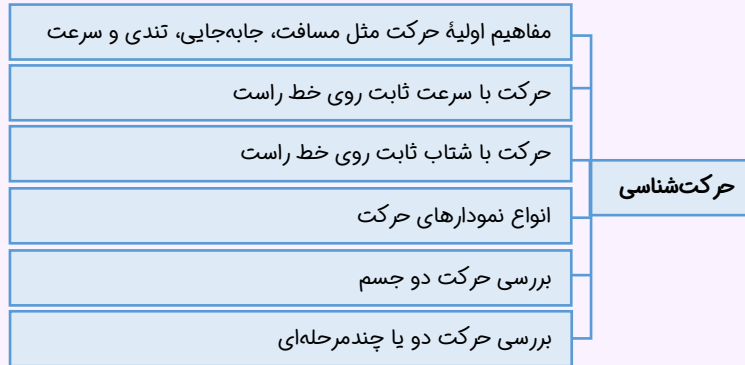 حرکت‌شناسی
مفاهیم اولیۀ حرکت مثل مسافت، جابه‌جایی، تندی و سرعت
حرکت با سرعت ثابت روی خط راست
حرکت با شتاب ثابت روی خط راست
انواع نمودارهای حرکت
بررسی حرکت دو جسم
بررسی حرکت دو یا چندمرحله‌ای